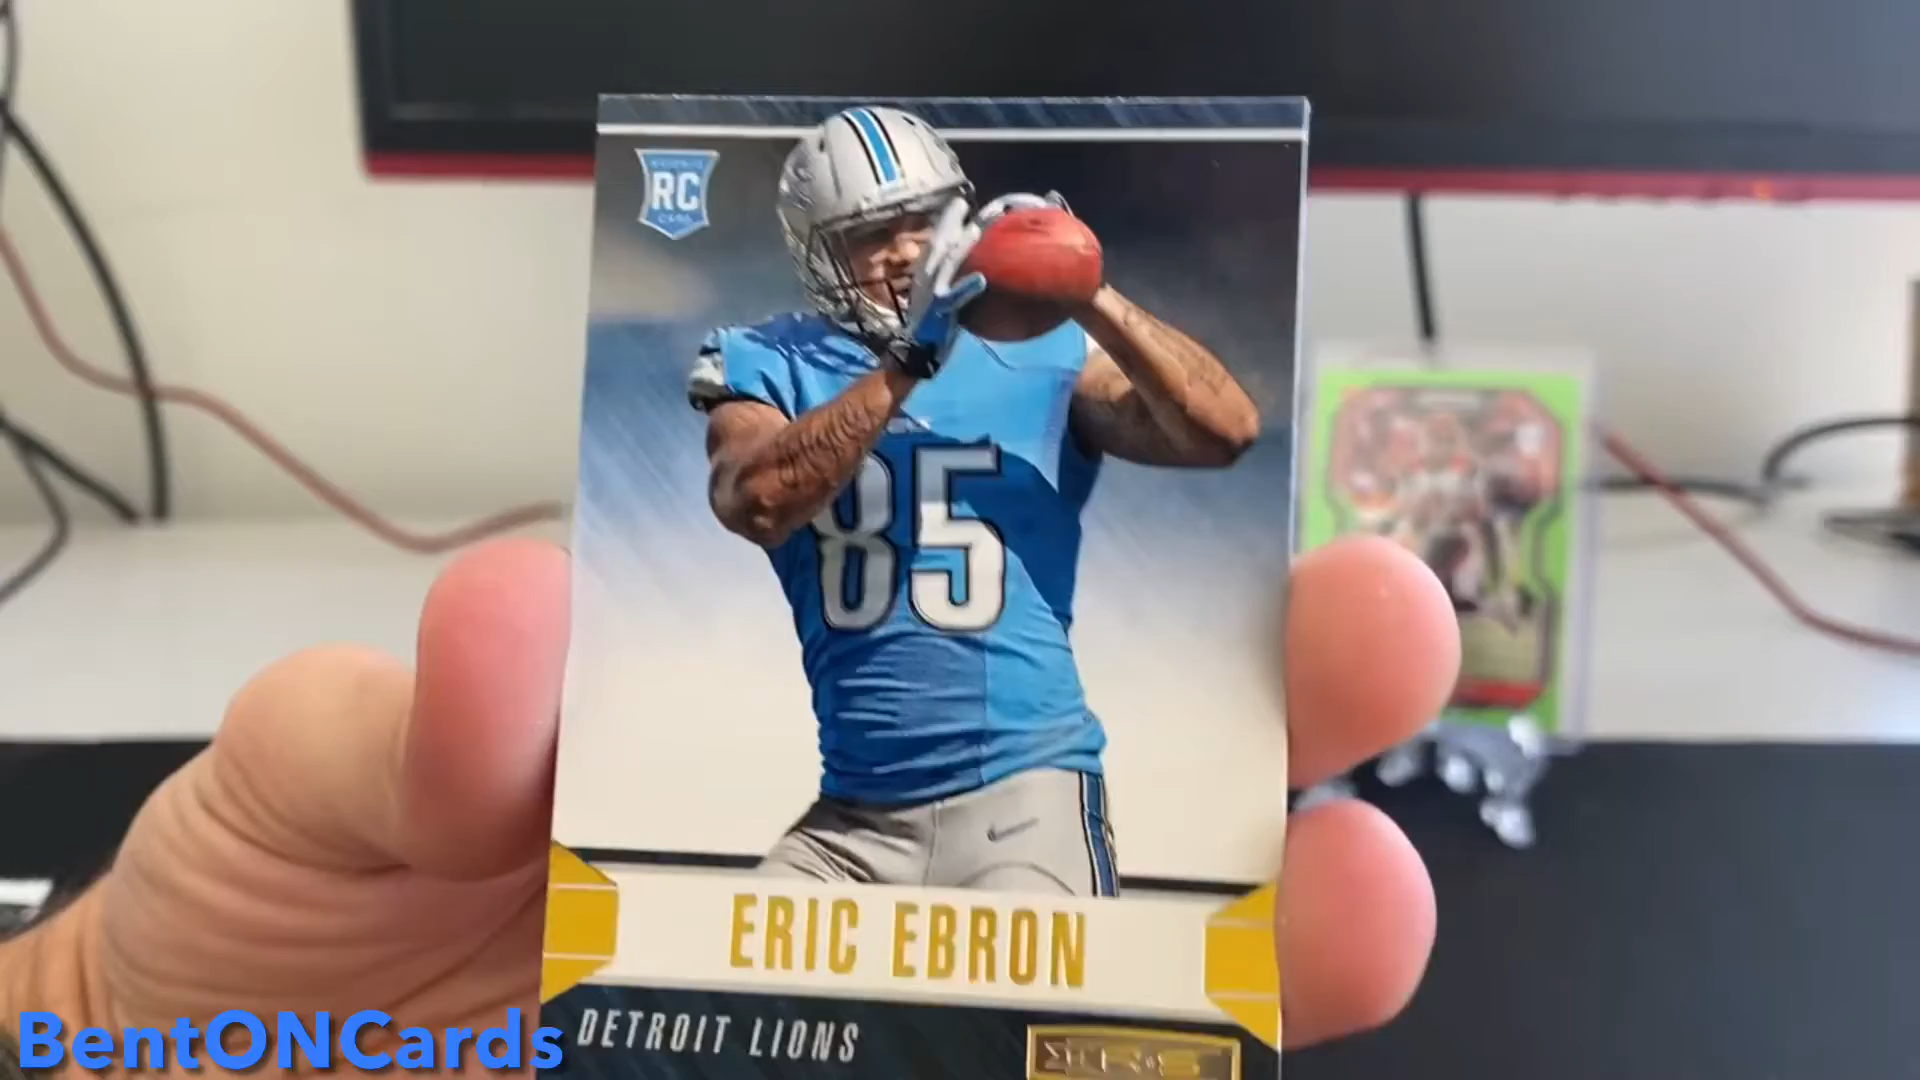 RC
85
ERIC EBRON
DETROIT LIONS
BentONCards